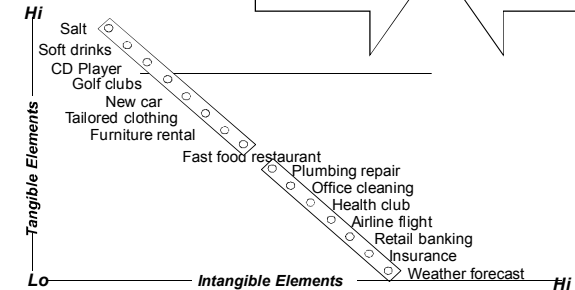 Hi
Salt
Soft drinks
CD Player
Golf clubs
New car
Tailored clothing
Furniture rental
Fast food restaurant
Plumbing repair
Office cleaning
Health club
Airline flight
Retail banking
Insurance
Weather forecast
Tangible Elements
Lo
Intangible Elements
Hi